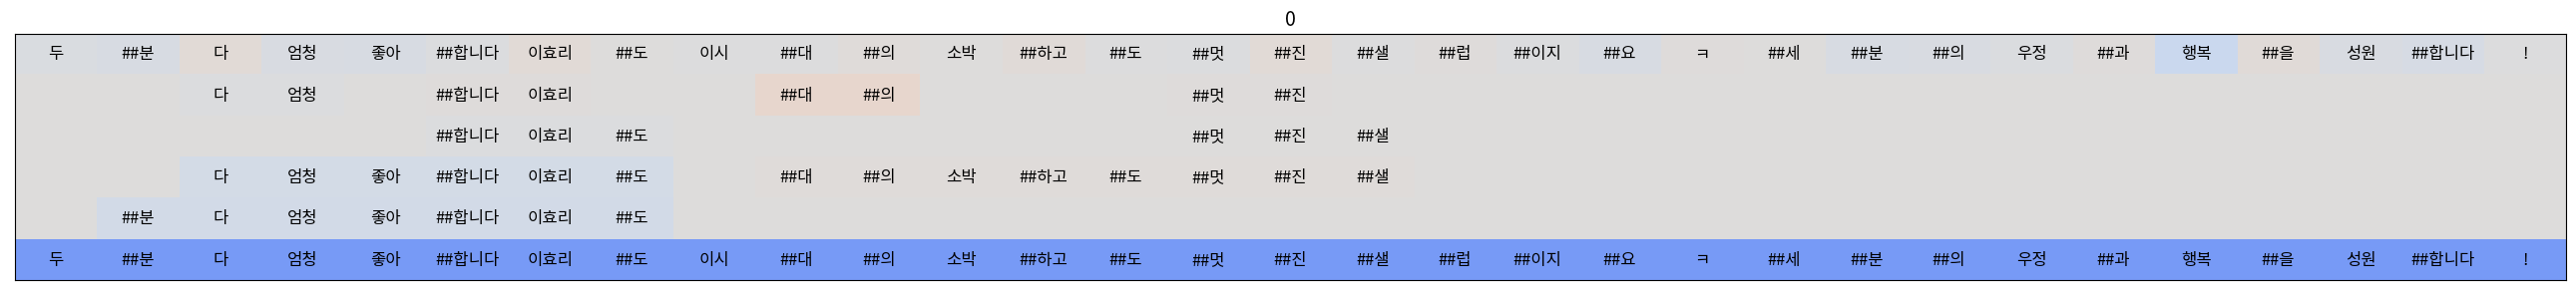 0
두 ##분 다 엄청 좋아 ##합니다 이효리 ##도 이시 ##대 ##의 소박 ##하고 ##도 ##멋 ##진 ##샐 ##럽 ##이지 ##요 ㅋ ##세 ##분 ##의 우정 ##과 행복 ##을 성원 ##합니다 !
다 엄청 ##합니다 이효리 ##대 ##의 ##멋 ##진
##합니다 이효리 ##도 ##멋 ##진 ##샐
다 엄청 좋아 ##합니다 이효리 ##도 ##대 ##의 소박 ##하고 ##도 ##멋 ##진 ##샐
##분 다 엄청 좋아 ##합니다 이효리 ##도
두 ##분 다 엄청 좋아 ##합니다 이효리 ##도 이시 ##대 ##의 소박 ##하고 ##도 ##멋 ##진 ##샐 ##럽 ##이지 ##요 ㅋ ##세 ##분 ##의 우정 ##과 행복 ##을 성원 ##합니다 !